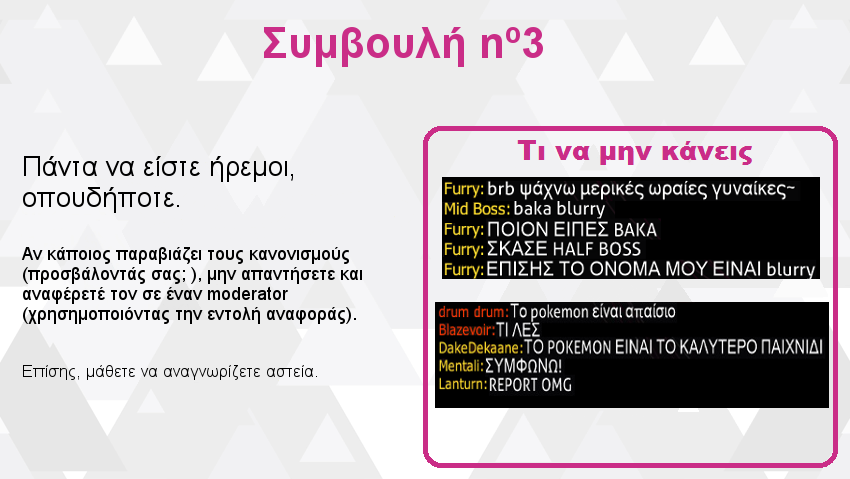 Συμβουλή nº3
Πάντα να είστε ήρεμοι,
οπουδήποτε.
Αν κάποιος παραβιάζει τους κανονισμούς
(προσβάλοντάς σας; ), μην απαντήσετε και
αναφέρετέ τον σε έναν moderator
(χρησημοποιόντας την εντολή αναφοράς).
Επίσης, μάθετε να αναγνωρίζετε αστεία.
Τι να μην κάνεις
Furry: brb ψάχνω μερικές ωραίες γυναίκες~
Mid Boss: baka blurry
Furry: ΠΟΙΟΝ ΕΙΠΕΣ ΒΑΚΑ
Furry: ΣΚΑΣΕ HALF BOSS
Furry: ΕΠΙΣΗΣ ΤΟ ΟΝΟΜΑ ΜΟΥ ΕΙΝΑΙ blurry
drum drum: Το pokemon είναι απαίσιο
Blazevoir: ΤΙ ΛΕΣ
DakeDekaane: ΤΟ POKEMON ΕΙΝΑΙ ΤΟ ΚΑΛΥΤΕΡΟ ΠΑΙΧΝΙΔΙ
Mentali: ΣΥΜΦΩΝΩ!
Lanturn: REPORT OMG